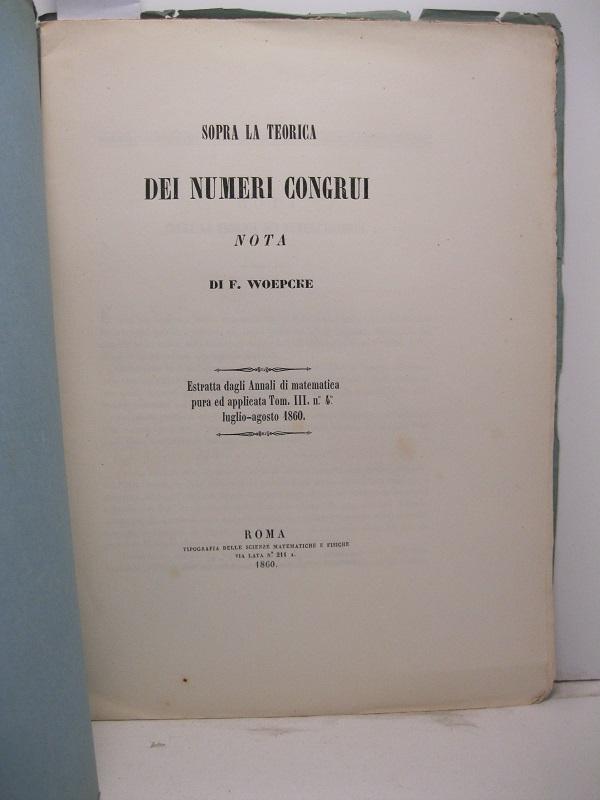 SOPRA LA TEORICA
DEI NUMERI CONGRUI
NOTA
DI F. WOEPCKE
Estratta dagli Annali di matematica
pura ed applicata Tom. III. n.° 4.°
luglio-agosto 1860.
ROMA
TIPOGRAFIA DELLE SCIENZE MATEMATICHE E FISICHE
VIA LATA N.° 211 A.
1860.